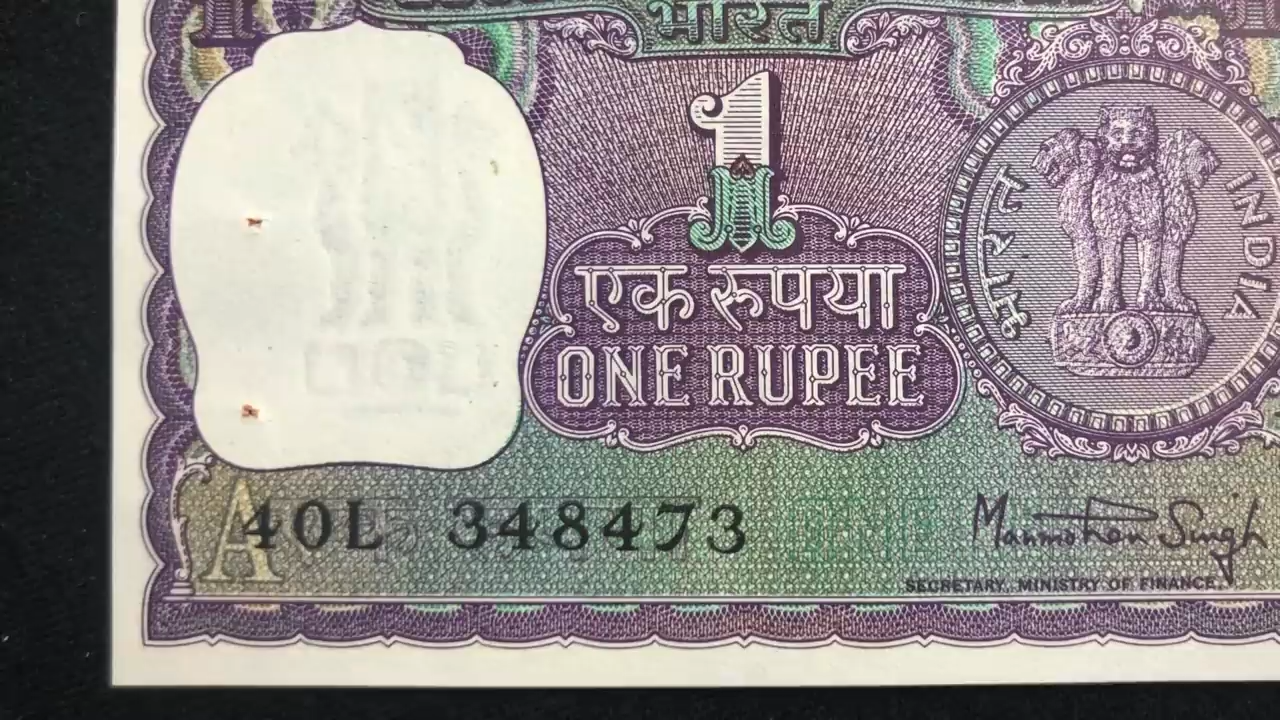 भारत
1
एक रुपया
ONE RUPEE
भारत
INDIA
A
40L 348473
Manmohan Singh
SECRETARY, MINISTRY OF FINANCE